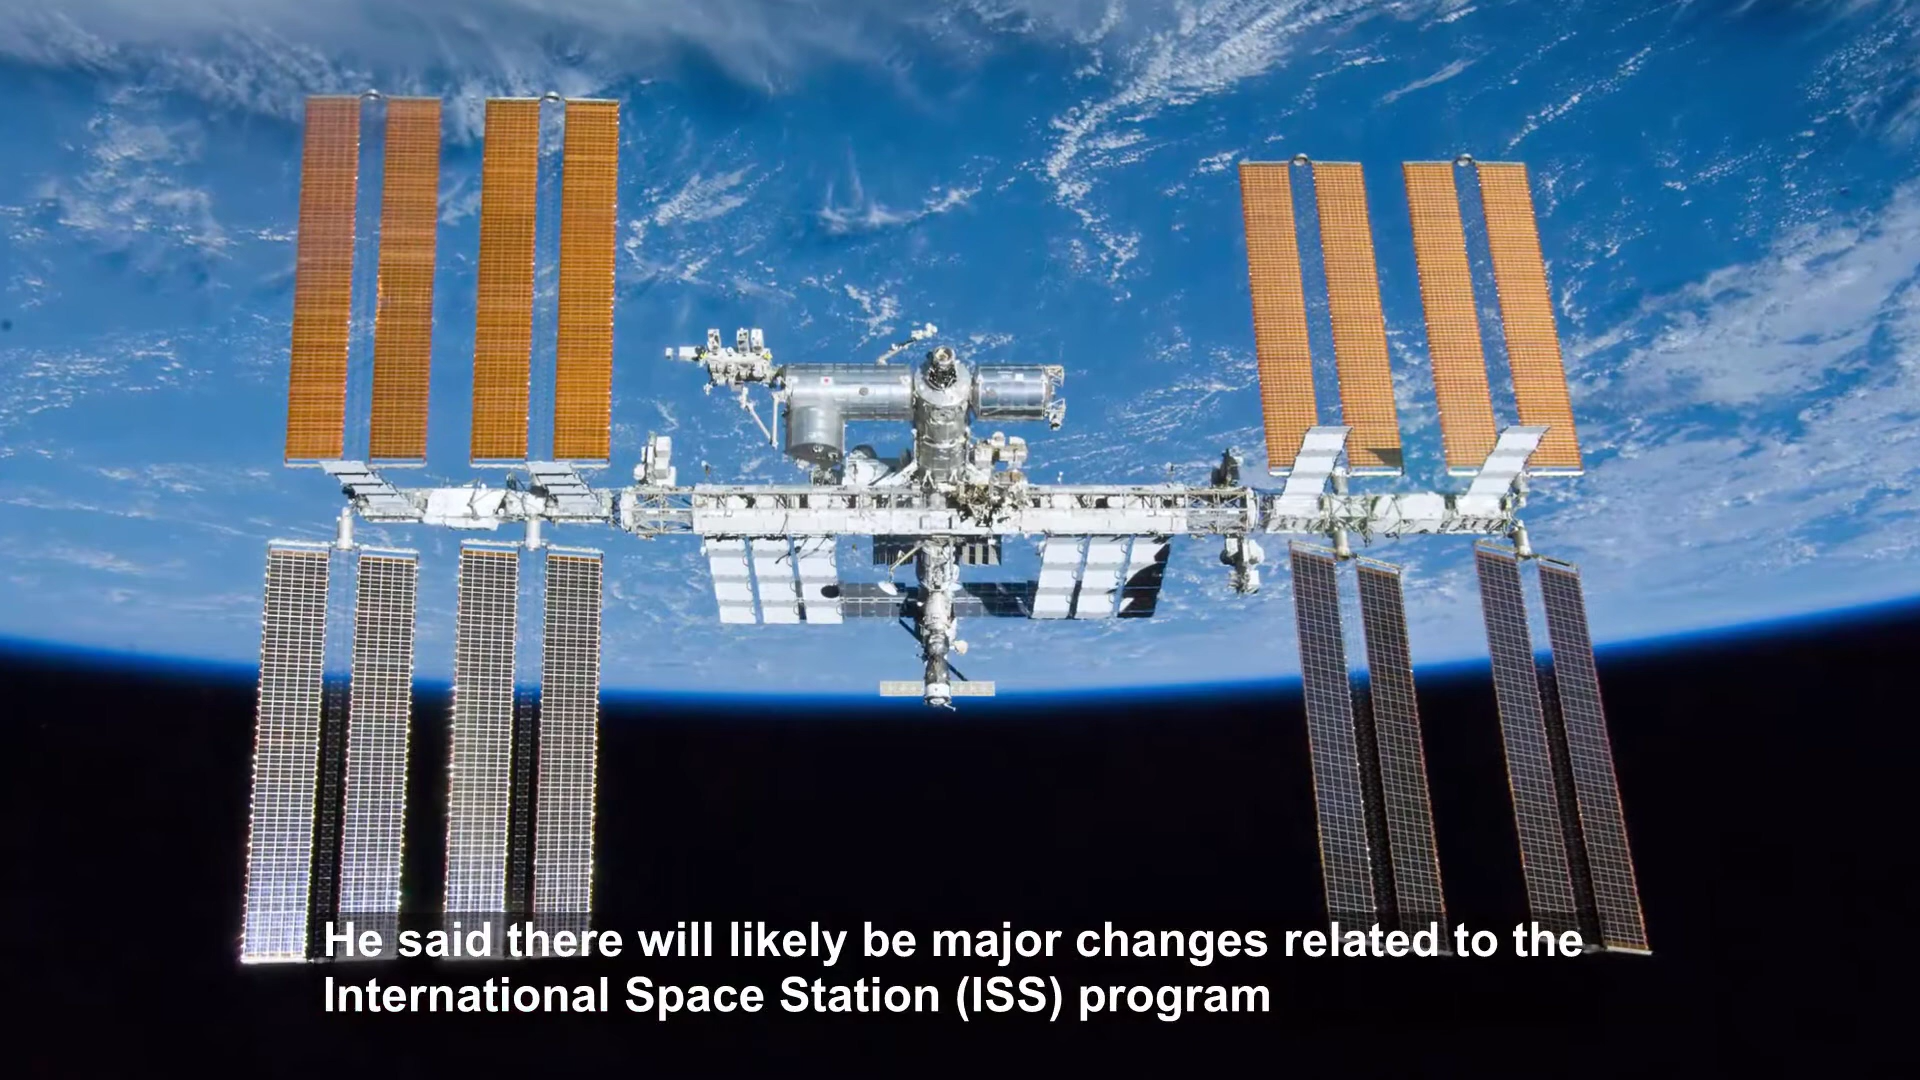 He said there will likely be major changes related to the
International Space Station (ISS) program